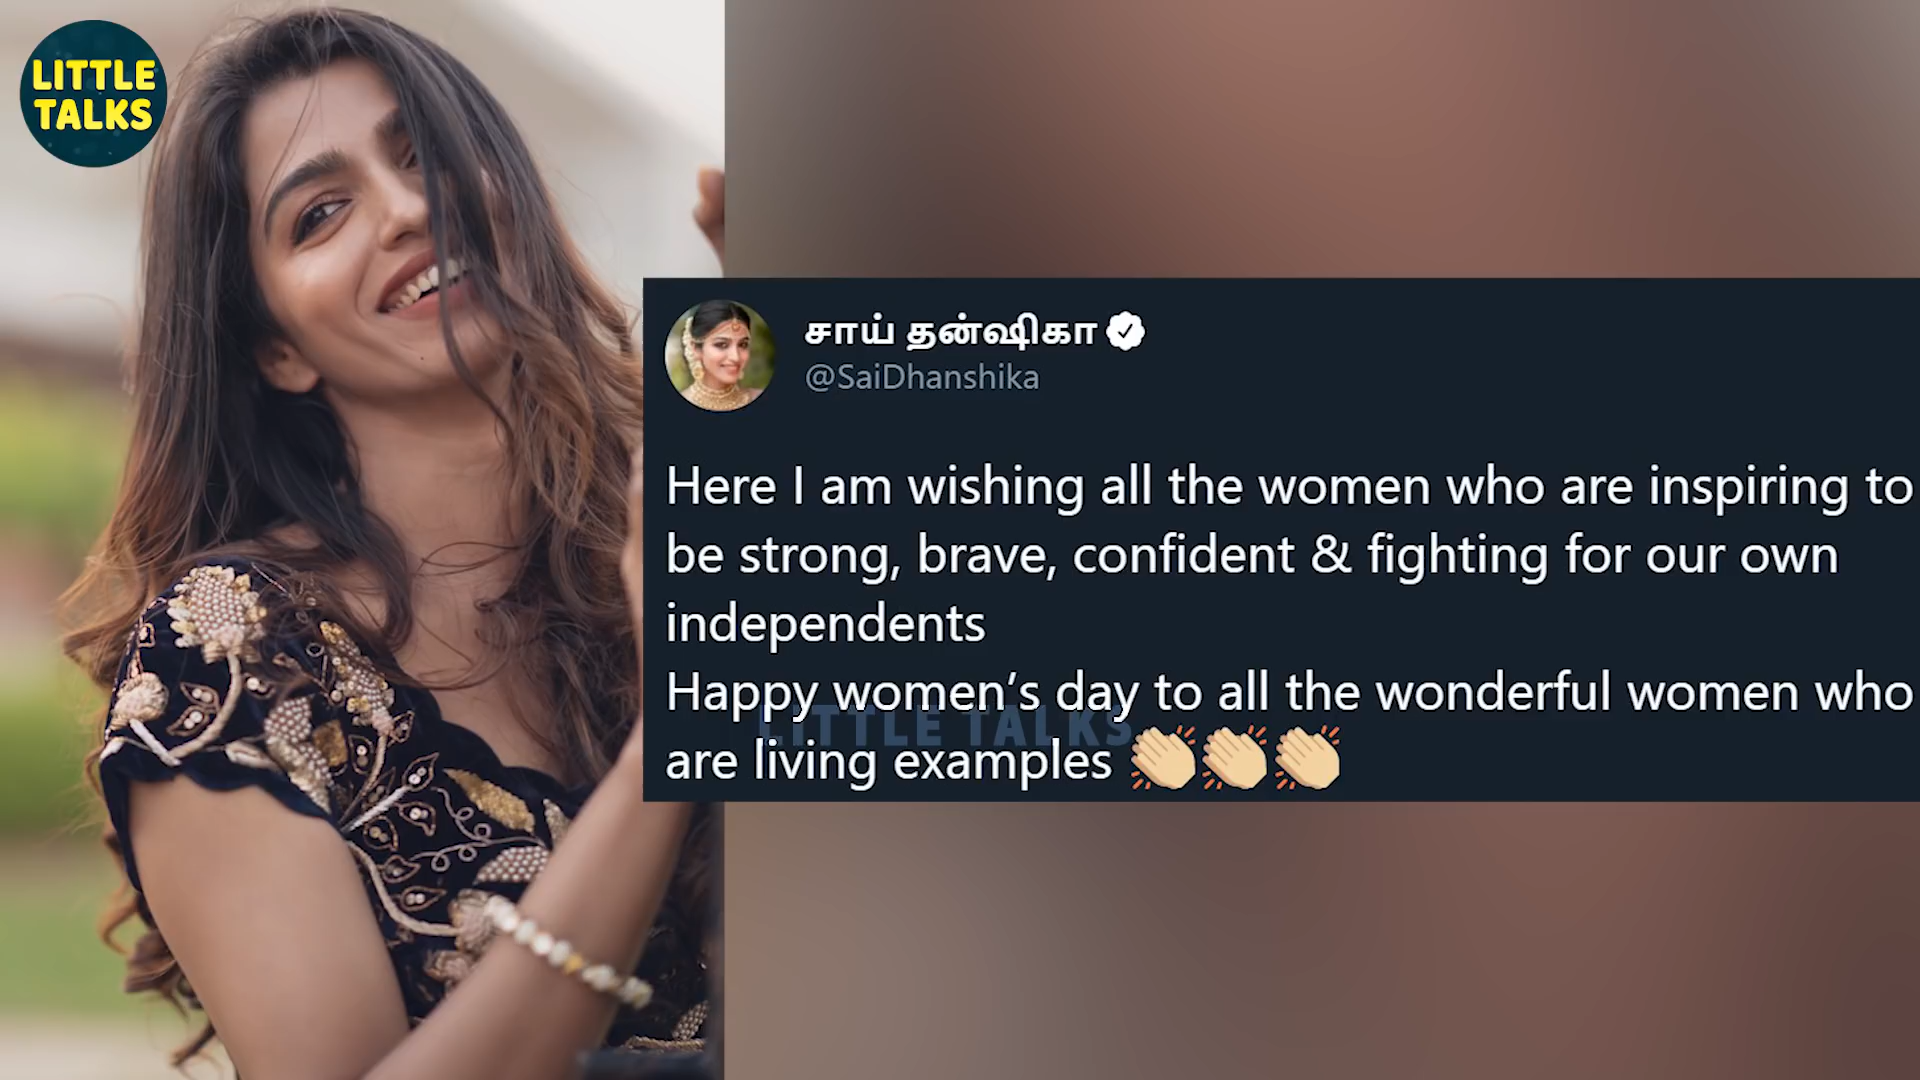 LITTLE
TALKS
சாய் தன்ஷிகா
@SaiDhanshika
Here I am wishing all the women who are inspiring to
be strong, brave, confident & fighting for our own
independents
Happy women’s day to all the wonderful women who
LITTLE TALKS
are living examples 👏🏼👏🏼👏🏼